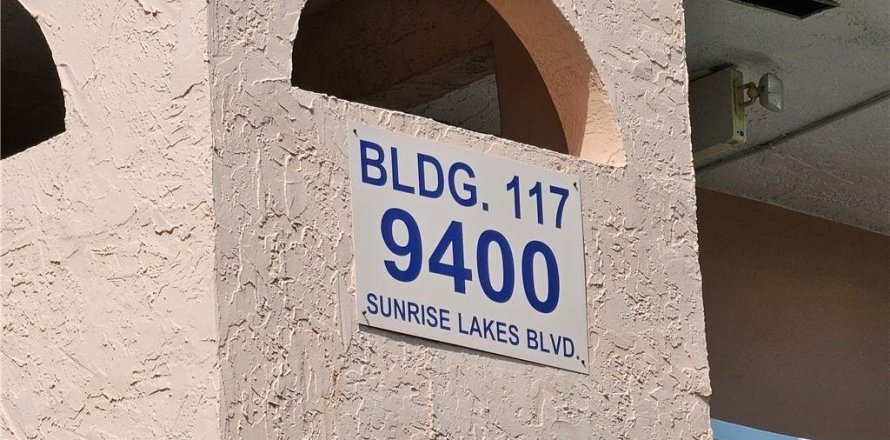 BLDG. 117
9400
SUNRISE LAKES BLVD.